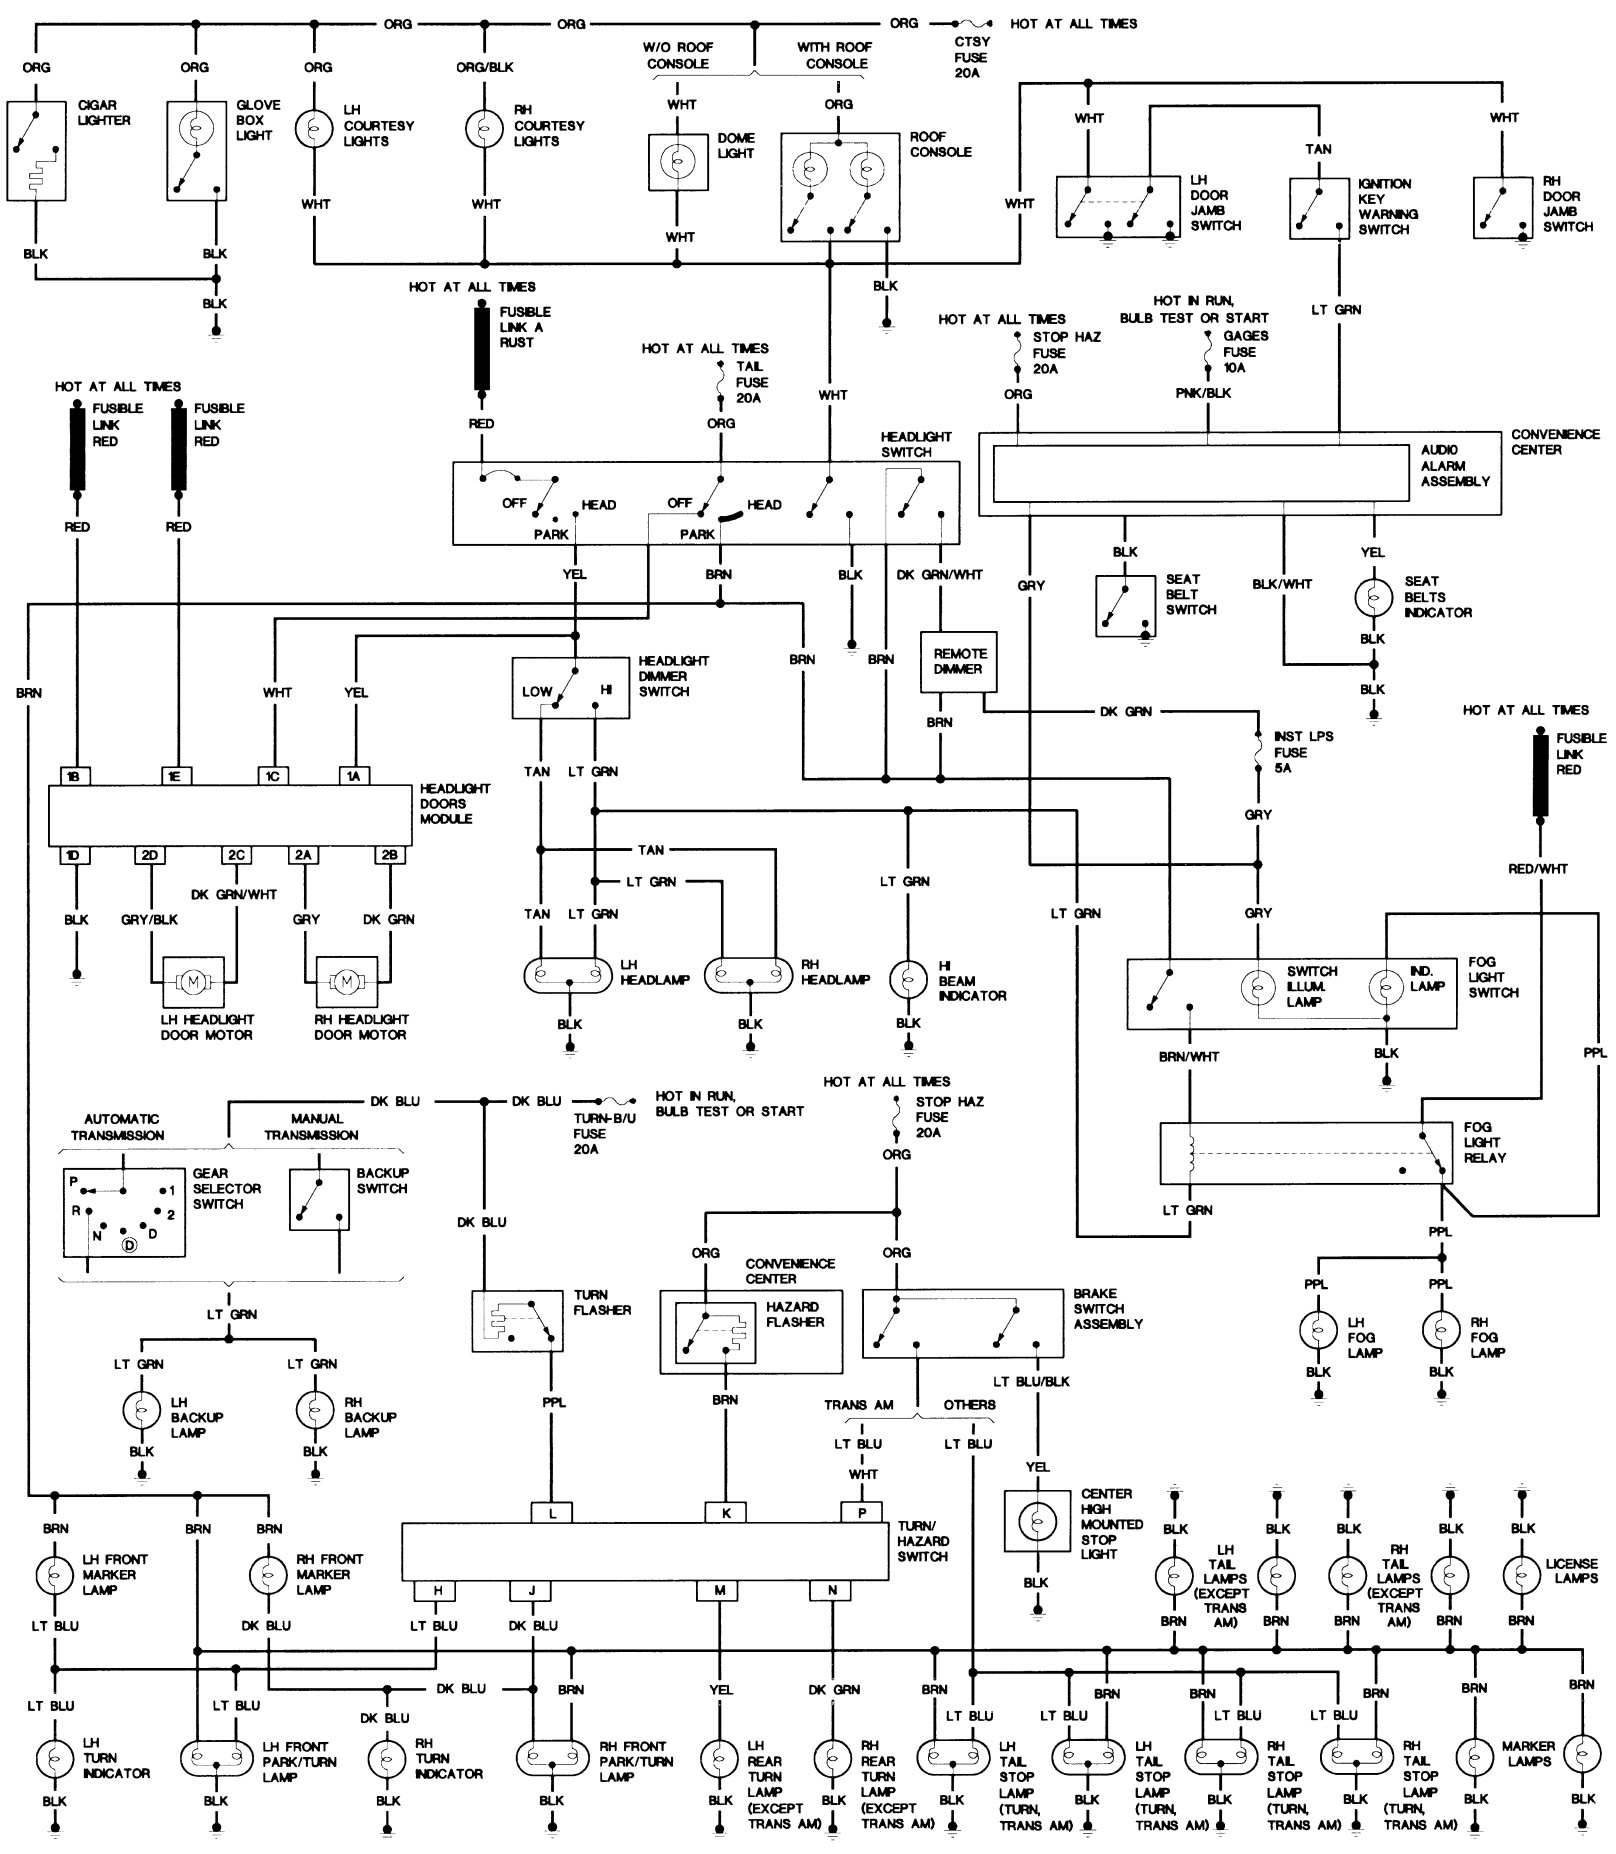 ORG ORG ORG HOT AT ALL TIMES
CTSY
FUSE
20A
W/O ROOF
CONSOLE
WITH ROOF
CONSOLE
ORG ORG ORG ORG/BLK WHT ORG WHT WHT
CIGAR
LIGHTER
GLOVE
BOX
LIGHT
LH
COURTESY
LIGHTS
RH
COURTESY
LIGHTS
DOME
LIGHT
ROOF
CONSOLE
TAN
LH
DOOR
JAMB
SWITCH
IGNITION
KEY
WARNING
SWITCH
RH
DOOR
JAMB
SWITCH
WHT WHT WHT WHT
BLK BLK
BLK
BLK
HOT AT ALL TIMES
FUSIBLE
LINK A
RUST
HOT AT ALL TIMES
TAIL
FUSE
20A
HOT AT ALL TIMES
STOP HAZ
FUSE
20A
HOT IN RUN,
BULB TEST OR START
GAGES
FUSE
10A
LT GRN
HOT AT ALL TIMES
FUSIBLE
LINK
RED
FUSIBLE
LINK
RED
RED ORG WHT ORG PNK/BLK
HEADLIGHT
SWITCH
CONVENIENCE
CENTER
AUDIO
ALARM
ASSEMBLY
OFF HEAD
PARK
OFF HEAD
PARK
RED RED
YEL BRN BLK DK GRN/WHT GRY
BLK
SEAT
BELT
SWITCH
BLK/WHT
YEL
SEAT
BELTS
INDICATOR
BLK
BLK
BRN WHT YEL
HEADLIGHT
DIMMER
SWITCH
LOW HI
BRN BRN
REMOTE
DIMMER
BRN
DK GRN
INST LPS
FUSE
5A
HOT AT ALL TIMES
FUSIBLE
LINK
RED
1B 1E 1C 1A
HEADLIGHT
DOORS
MODULE
1D 2D 2C 2A 2B
TAN LT GRN
GRY
TAN
LT GRN
LT GRN
RED/WHT
DK GRN/WHT
BLK GRY/BLK GRY DK GRN
TAN LT GRN
LT GRN
GRY
M M
LH HEADLIGHT
DOOR MOTOR
RH HEADLIGHT
DOOR MOTOR
LH
HEADLAMP
RH
HEADLAMP
HI
BEAM
INDICATOR
SWITCH
ILLUM.
LAMP
IND.
LAMP
FOG
LIGHT
SWITCH
BLK BLK BLK
BRN/WHT BLK PPL
HOT AT ALL TIMES
STOP HAZ
FUSE
20A
ORG
DK BLU DK BLU
HOT IN RUN,
BULB TEST OR START
TURN-B/U
FUSE
20A
AUTOMATIC
TRANSMISSION
MANUAL
TRANSMISSION
FOG
LIGHT
RELAY
P
R
N
D
D
2
1
GEAR
SELECTOR
SWITCH
BACKUP
SWITCH
DK BLU
LT GRN
PPL
ORG ORG
CONVENIENCE
CENTER
PPL PPL
LH
FOG
LAMP
RH
FOG
LAMP
BLK BLK
LT GRN
LT GRN LT GRN
TURN
FLASHER
HAZARD
FLASHER
BRAKE
SWITCH
ASSEMBLY
LT BLU/BLK
LH
BACKUP
LAMP
RH
BACKUP
LAMP
BLK BLK
PPL BRN
TRANS AM OTHERS
LT BLU LT BLU
WHT
YEL
CENTER
HIGH
MOUNTED
STOP
LIGHT
BLK
L K P
TURN/
HAZARD
SWITCH
H J M N
BRN BRN BRN
LH FRONT
MARKER
LAMP
RH FRONT
MARKER
LAMP
BLK BLK BLK BLK BLK
LH
TAIL
LAMPS
(EXCEPT
TRANS
AM)
RH
TAIL
LAMPS
(EXCEPT
TRANS
AM)
LICENSE
LAMPS
BRN BRN BRN BRN BRN
LT BLU DK BLU LT BLU DK BLU
LT BLU LT BLU DK BLU BRN YEL DK GRN BRN BRN BRN BRN BRN BRN
DK BLU LT BLU LT BLU LT BLU LT BLU
LH
TURN
INDICATOR
LH FRONT
PARK/TURN
LAMP
RH
TURN
INDICATOR
RH FRONT
PARK/TURN
LAMP
LH
REAR
TURN
LAMP
(EXCEPT
TRANS AM)
RH
REAR
TURN
LAMP
(EXCEPT
TRANS AM)
LH
TAIL
STOP
LAMP
(TURN,
TRANS AM)
LH
TAIL
STOP
LAMP
(TURN,
TRANS AM)
RH
TAIL
STOP
LAMP
(TURN,
TRANS AM)
RH
TAIL
STOP
LAMP
(TURN,
TRANS AM)
MARKER
LAMPS
BLK BLK BLK BLK BLK BLK BLK BLK BLK BLK BLK BLK